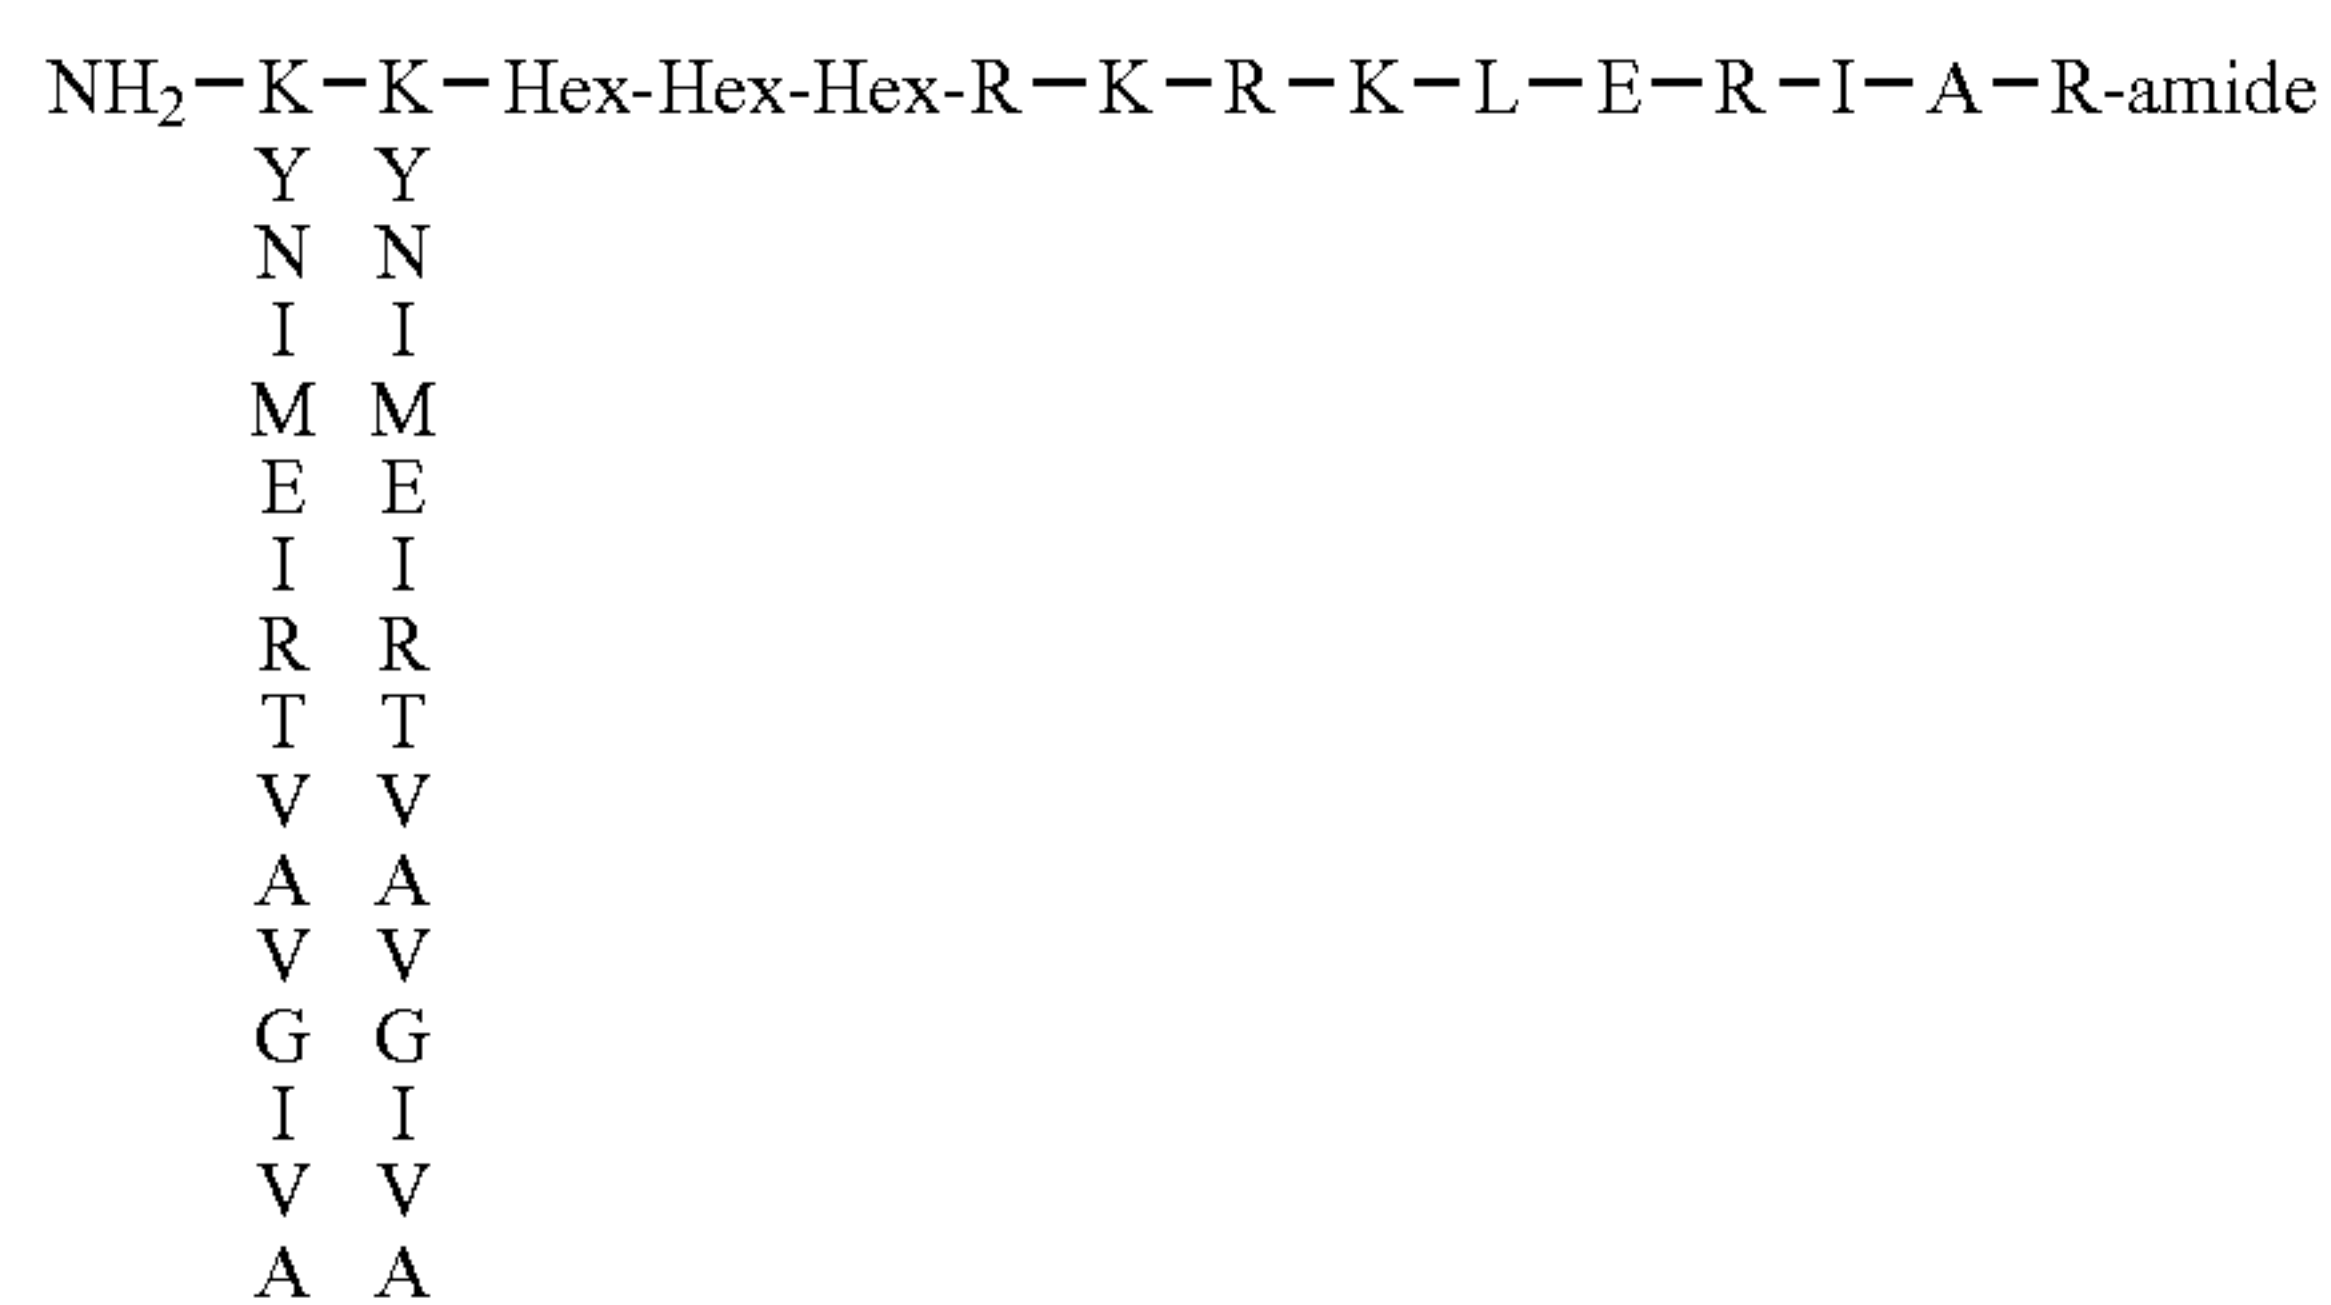 NH₂-K-K-Hex-Hex-Hex-R-K-R-K-L-E-R-I-A-R-amide
Y Y
N N
I I
M M
E E
I I
R R
T T
V V
A A
V V
G G
I I
V V
A A